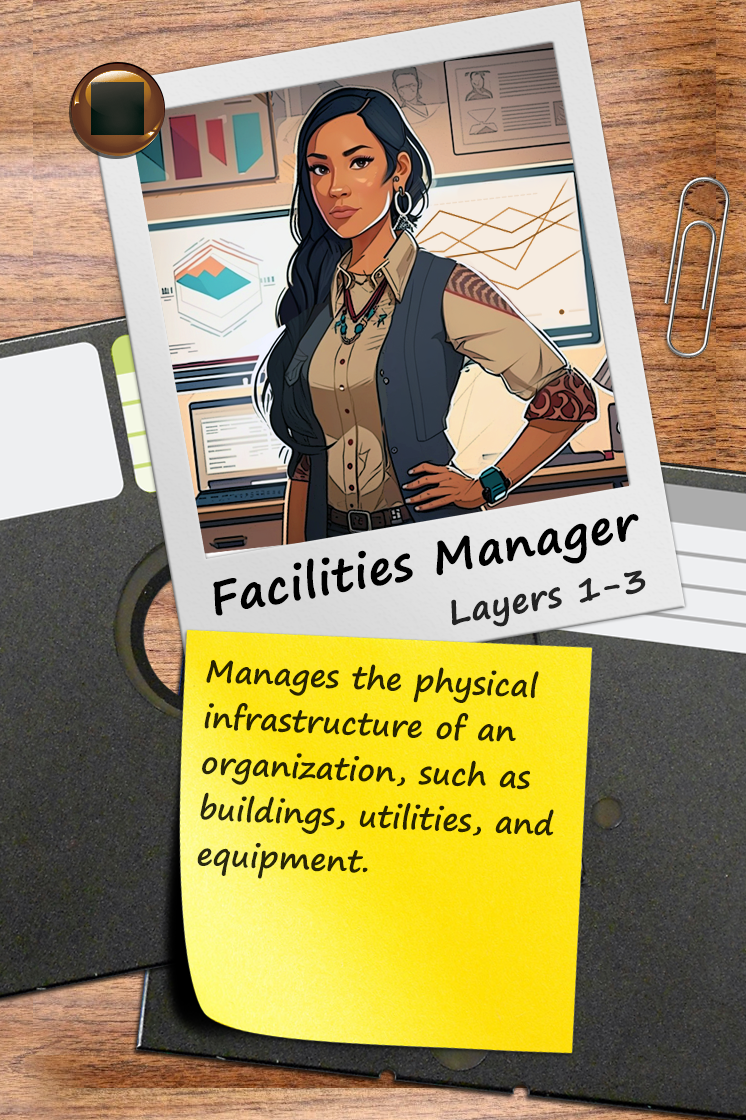 Facilities Manager
Layers 1-3
Manages the physical
infrastructure of an
organization, such as
buildings, utilities, and
equipment.